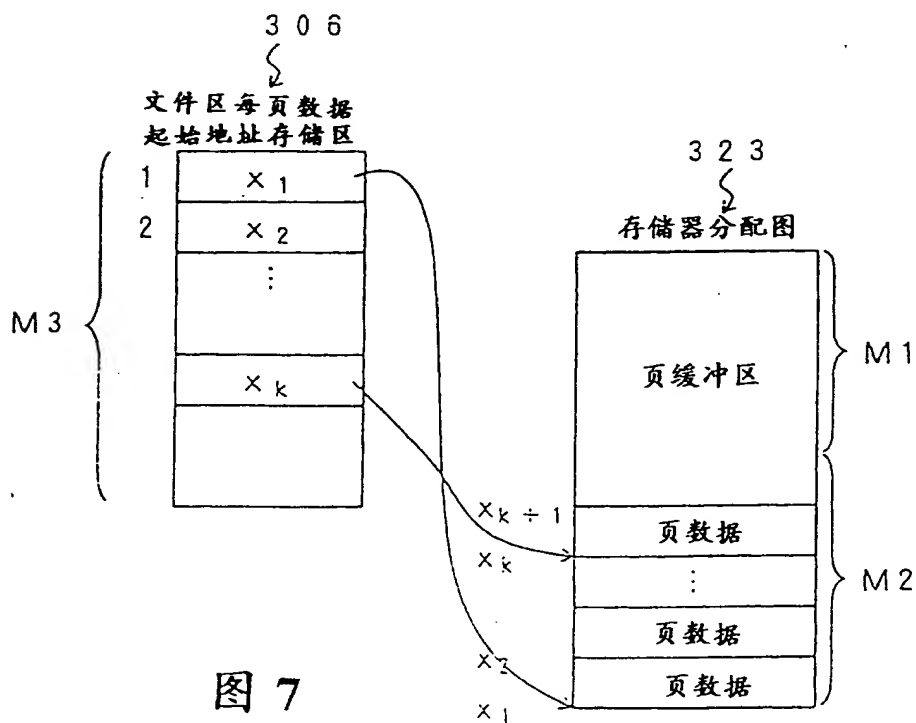 306
文件区每页数据
起始地址存储区
1
x1
2
x2
⋮
xk
M3
323
存储器分配图
页缓冲区
M1
xk÷1
页数据
xk
⋮
M2
页数据
x2
页数据
x1
图 7